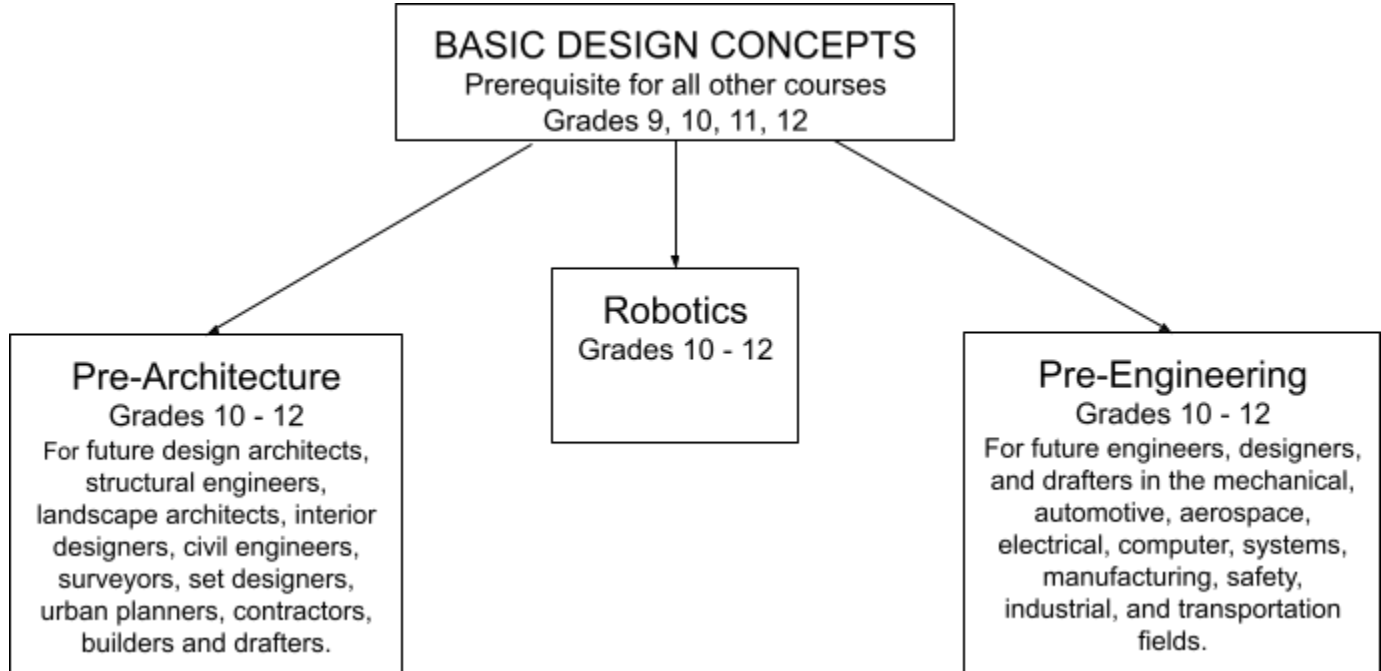 BASIC DESIGN CONCEPTS
Prerequisite for all other courses
Grades 9, 10, 11, 12
Robotics
Grades 10 - 12
Pre-Architecture
Grades 10 - 12
For future design architects,
structural engineers,
landscape architects, interior
designers, civil engineers,
surveyors, set designers,
urban planners, contractors,
builders and drafters.
Pre-Engineering
Grades 10 - 12
For future engineers, designers,
and drafters in the mechanical,
automotive, aerospace,
electrical, computer, systems,
manufacturing, safety,
industrial, and transportation
fields.